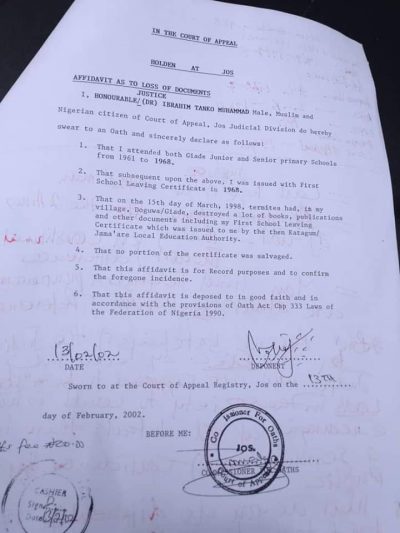 IN THE COURT OF APPEAL
HOLDEN AT JOS
AFFIDAVIT AS TO LOSS OF DOCUMENTS
JUSTICE
I, HONOURABLE/(DR) IBRAHIM TANKO MUHAMMAD Male, Muslim and
Nigerian citizen of Court of Appeal, Jos Judicial Division do hereby
swear to an Oath and sincerely declare as follows:
1. That I attended both Giade Junior and Senior primary Schools
from 1961 to 1968.
2. That subsequent upon the above, I was issued with First
School Leaving Certificate in 1968.
3. That on the 15th day of March, 1998, termites had, in my
village, Doguwa/Giade, destroyed a lot of books, publications
and other documents including my First School Leaving
Certificate which was issued to me by the then Katagum/
Jama'are Local Education Authority.
4. That no portion of the certificate was salvaged.
5. That this affidavit is for Record purposes and to confirm
the foregone incidence.
6. That this affidavit is deposed to in good faith and in
accordance with the provisions of Oath Act Cap 333 Laws of
the Federation of Nigeria 1990.
13/02/02
DATE
DEPONENT
Sworn to at the Court of Appeal Registry, Jos on the 13TH
day of February, 2002.
BEFORE ME:
fee ₦20.00
JOS.
COMMISSIONER OATHS
Court of Appeal
CASHIER
Sign
Date